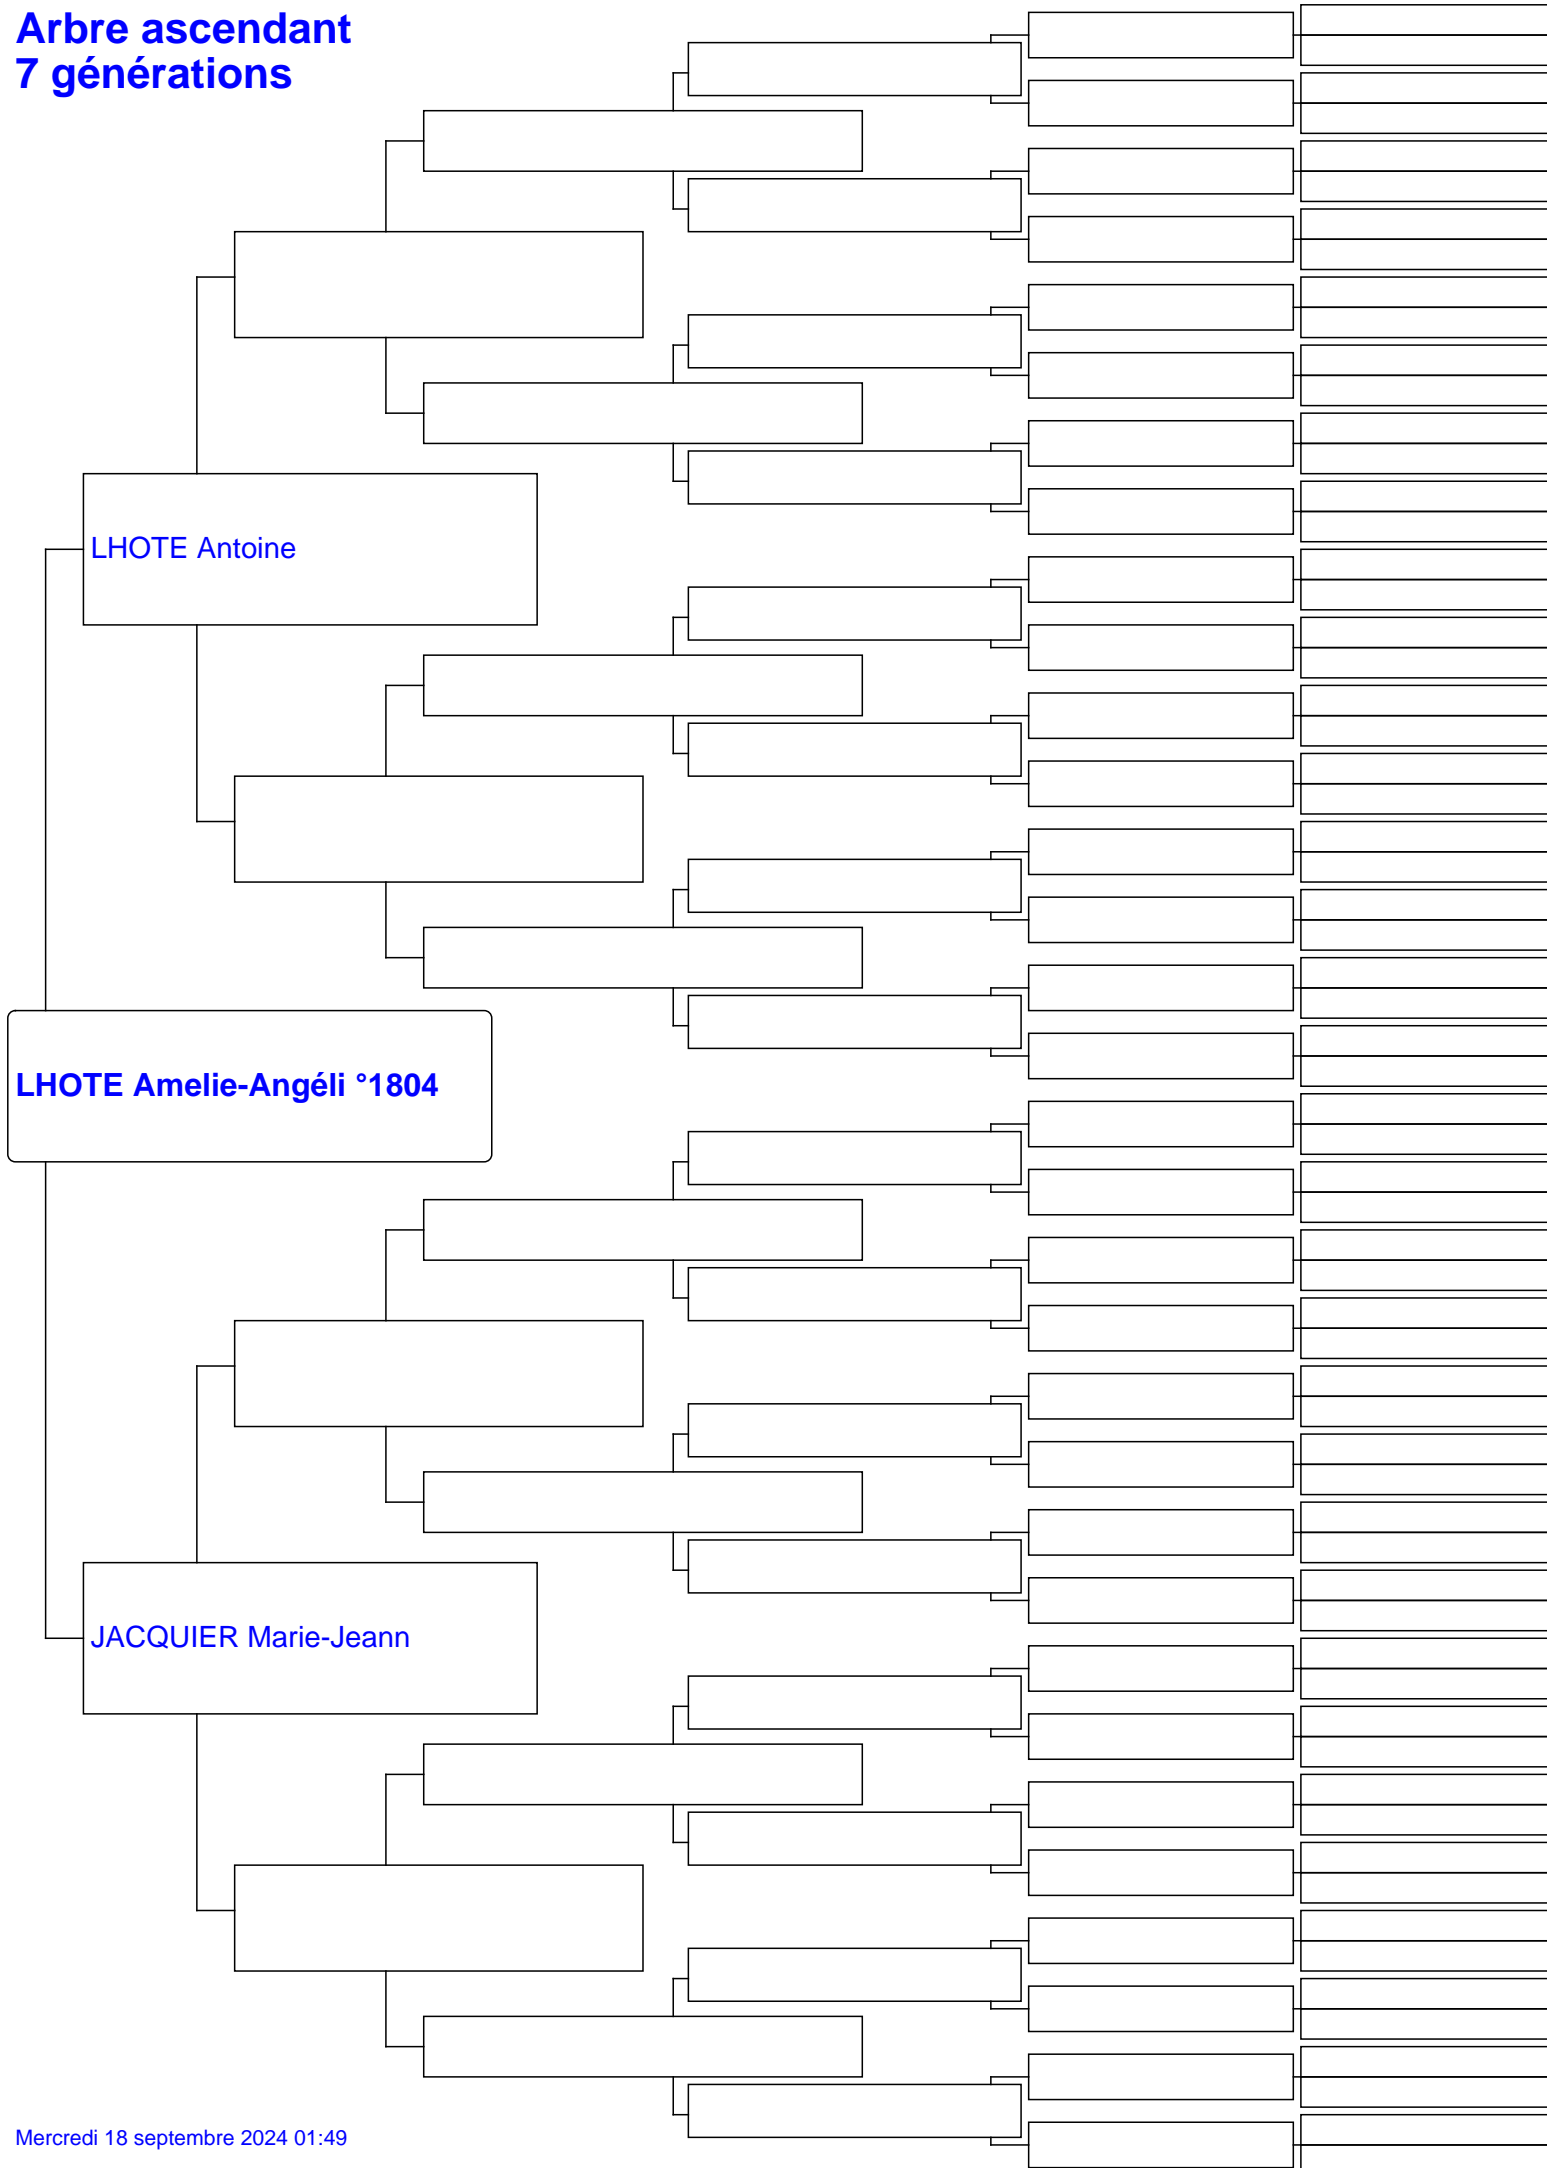 Arbre ascendant
7 générations
LHOTE Antoine
LHOTE Amelie-Angéli °1804
JACQUIER Marie-Jeann
Mercredi 18 septembre 2024 01:49